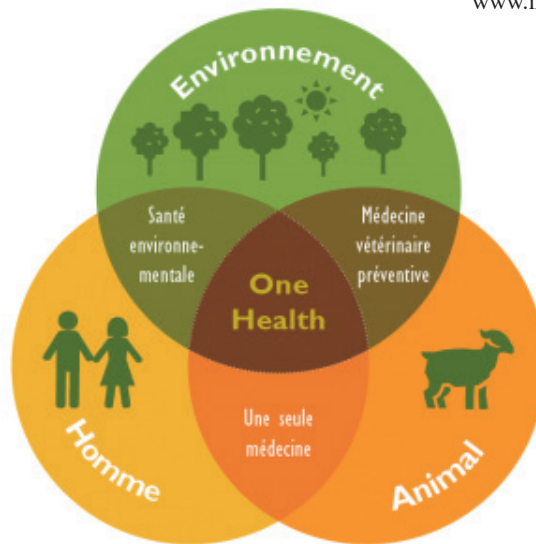 Environnement
Santé
environne-
mentale
Médecine
vétérinaire
préventive
One
Health
Une seule
médecine
Homme
Animal